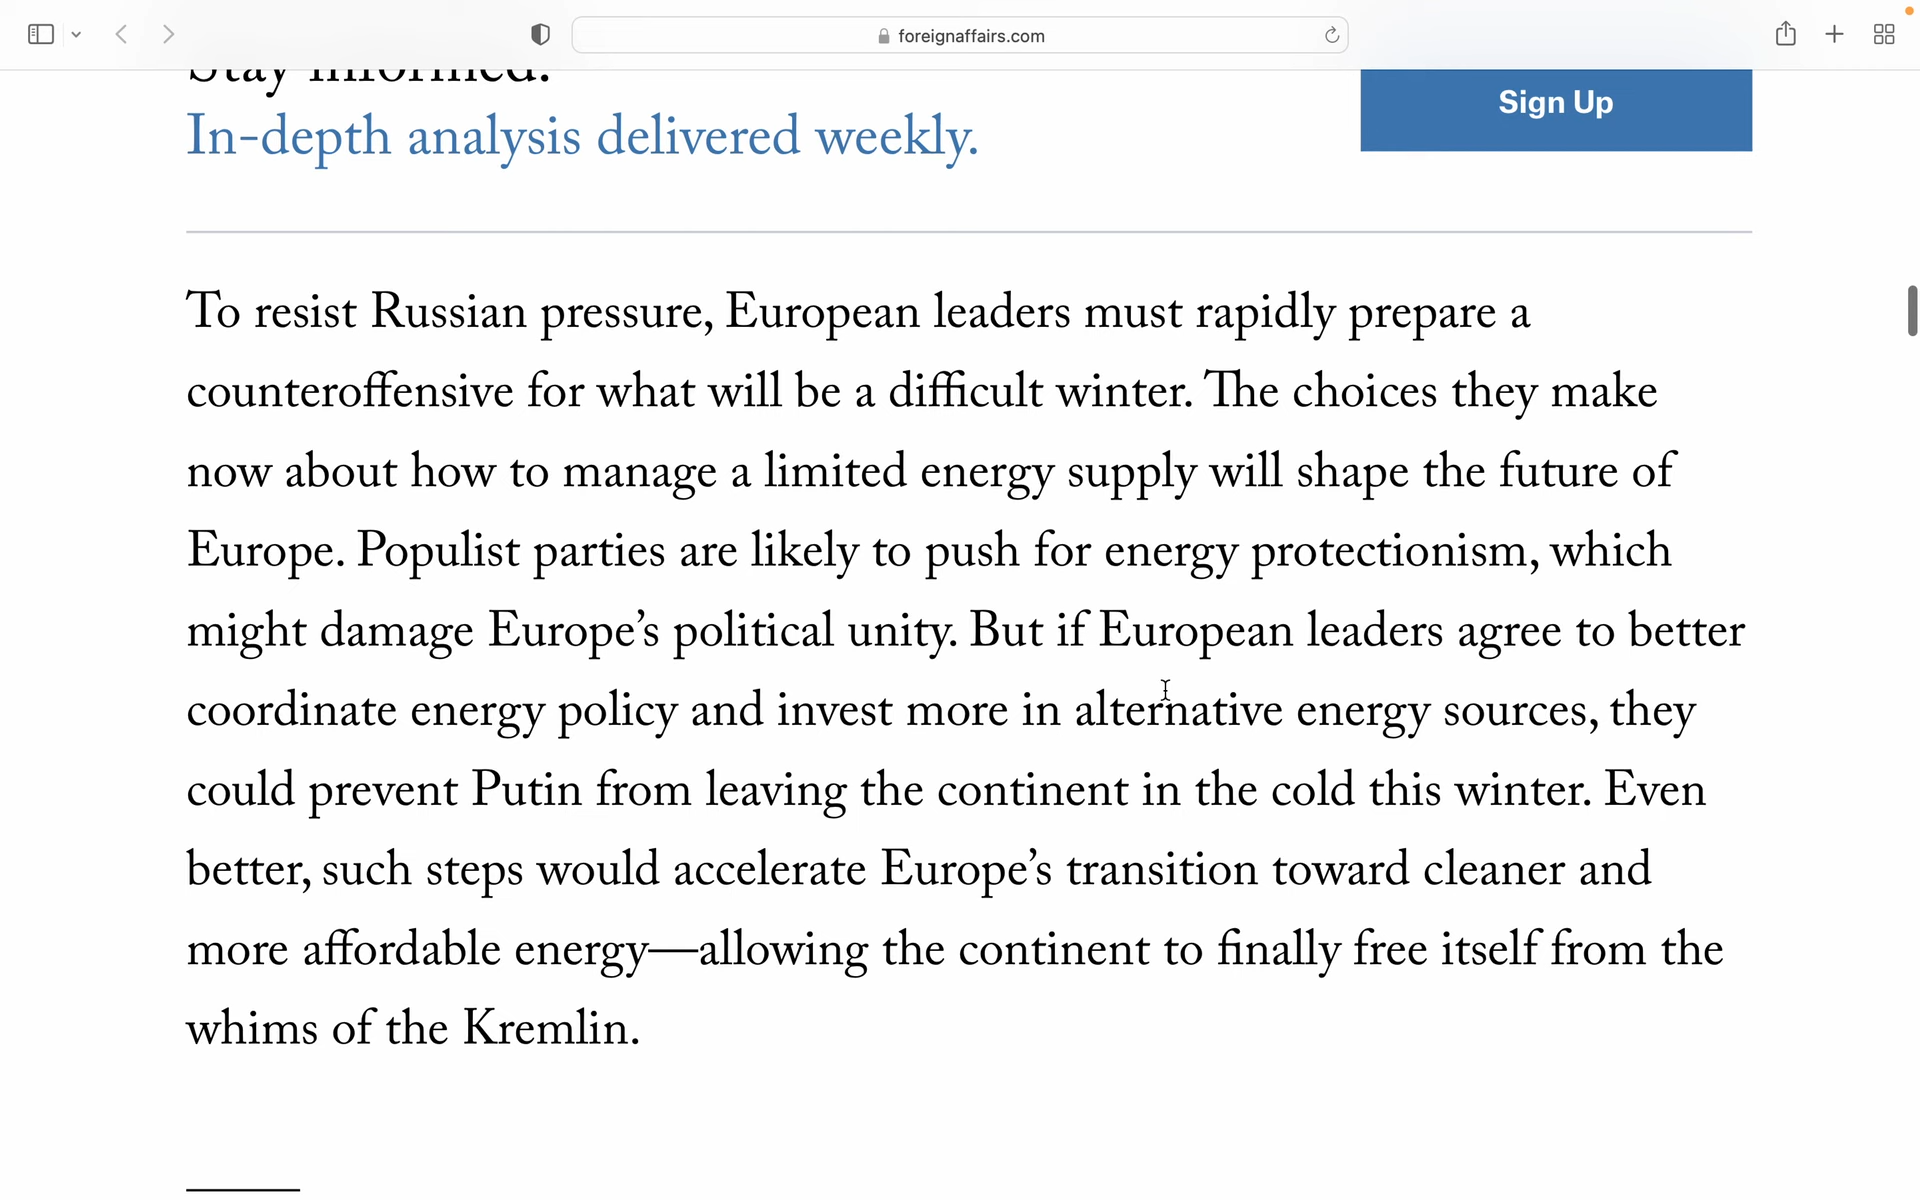 foreignaffairs.com
Stay informed.
Sign Up
In-depth analysis delivered weekly.
To resist Russian pressure, European leaders must rapidly prepare a
counteroffensive for what will be a difficult winter. The choices they make
now about how to manage a limited energy supply will shape the future of
Europe. Populist parties are likely to push for energy protectionism, which
might damage Europe’s political unity. But if European leaders agree to better
coordinate energy policy and invest more in alternative energy sources, they
could prevent Putin from leaving the continent in the cold this winter. Even
better, such steps would accelerate Europe’s transition toward cleaner and
more affordable energy—allowing the continent to finally free itself from the
whims of the Kremlin.